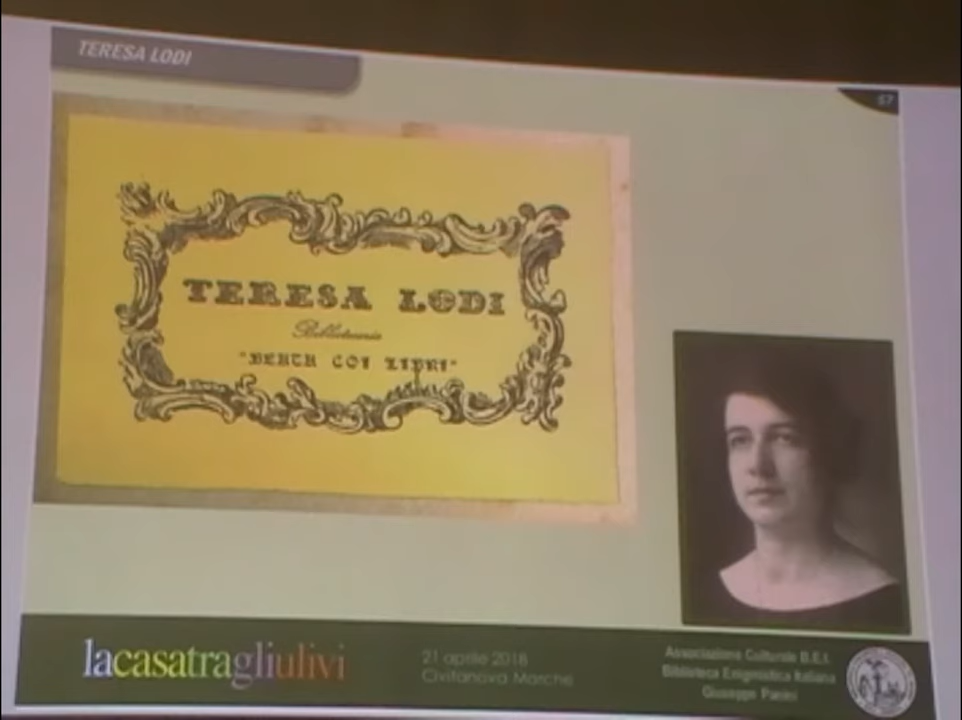 TERESA LODI
57
TERESA LODI
Bibliotecaria
"BEATA COI LIBRI"
lacasatragliulivi
21 aprile 2018
Civitanova Marche
Associazione Culturale B.E.I.
Biblioteca Enigmistica Italiana
Giuseppe Panini